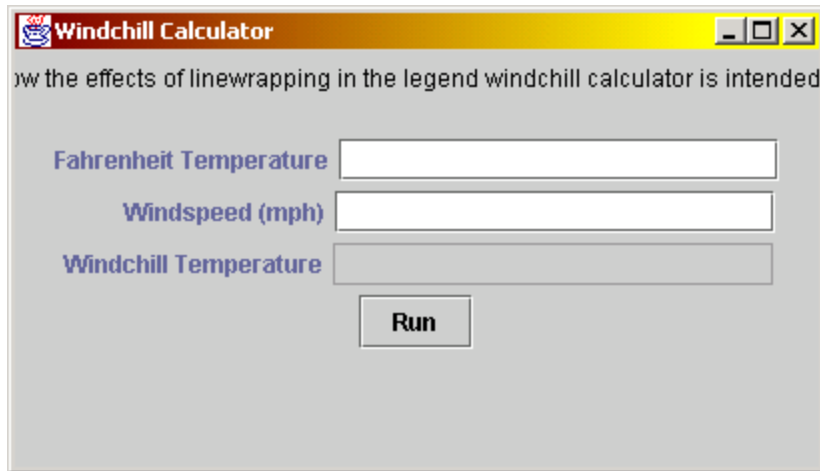 Windchill Calculator
ow the effects of linewrapping in the legend windchill calculator is intended
Fahrenheit Temperature
Windspeed (mph)
Windchill Temperature
Run